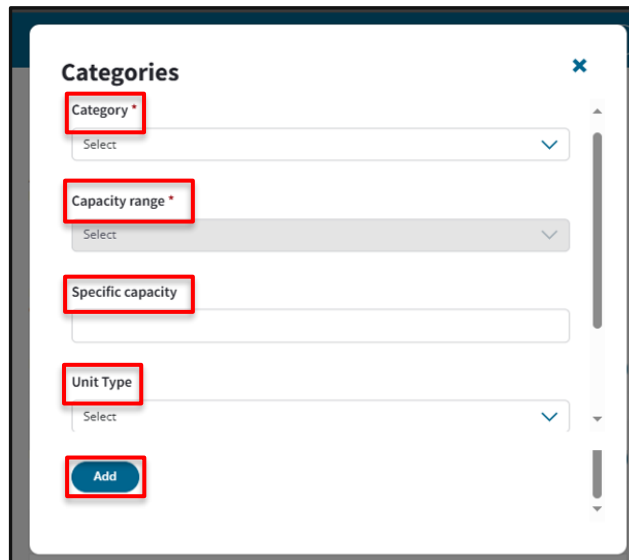 Categories
Category *
Select
Capacity range *
Select
Specific capacity
Unit Type
Select
Add